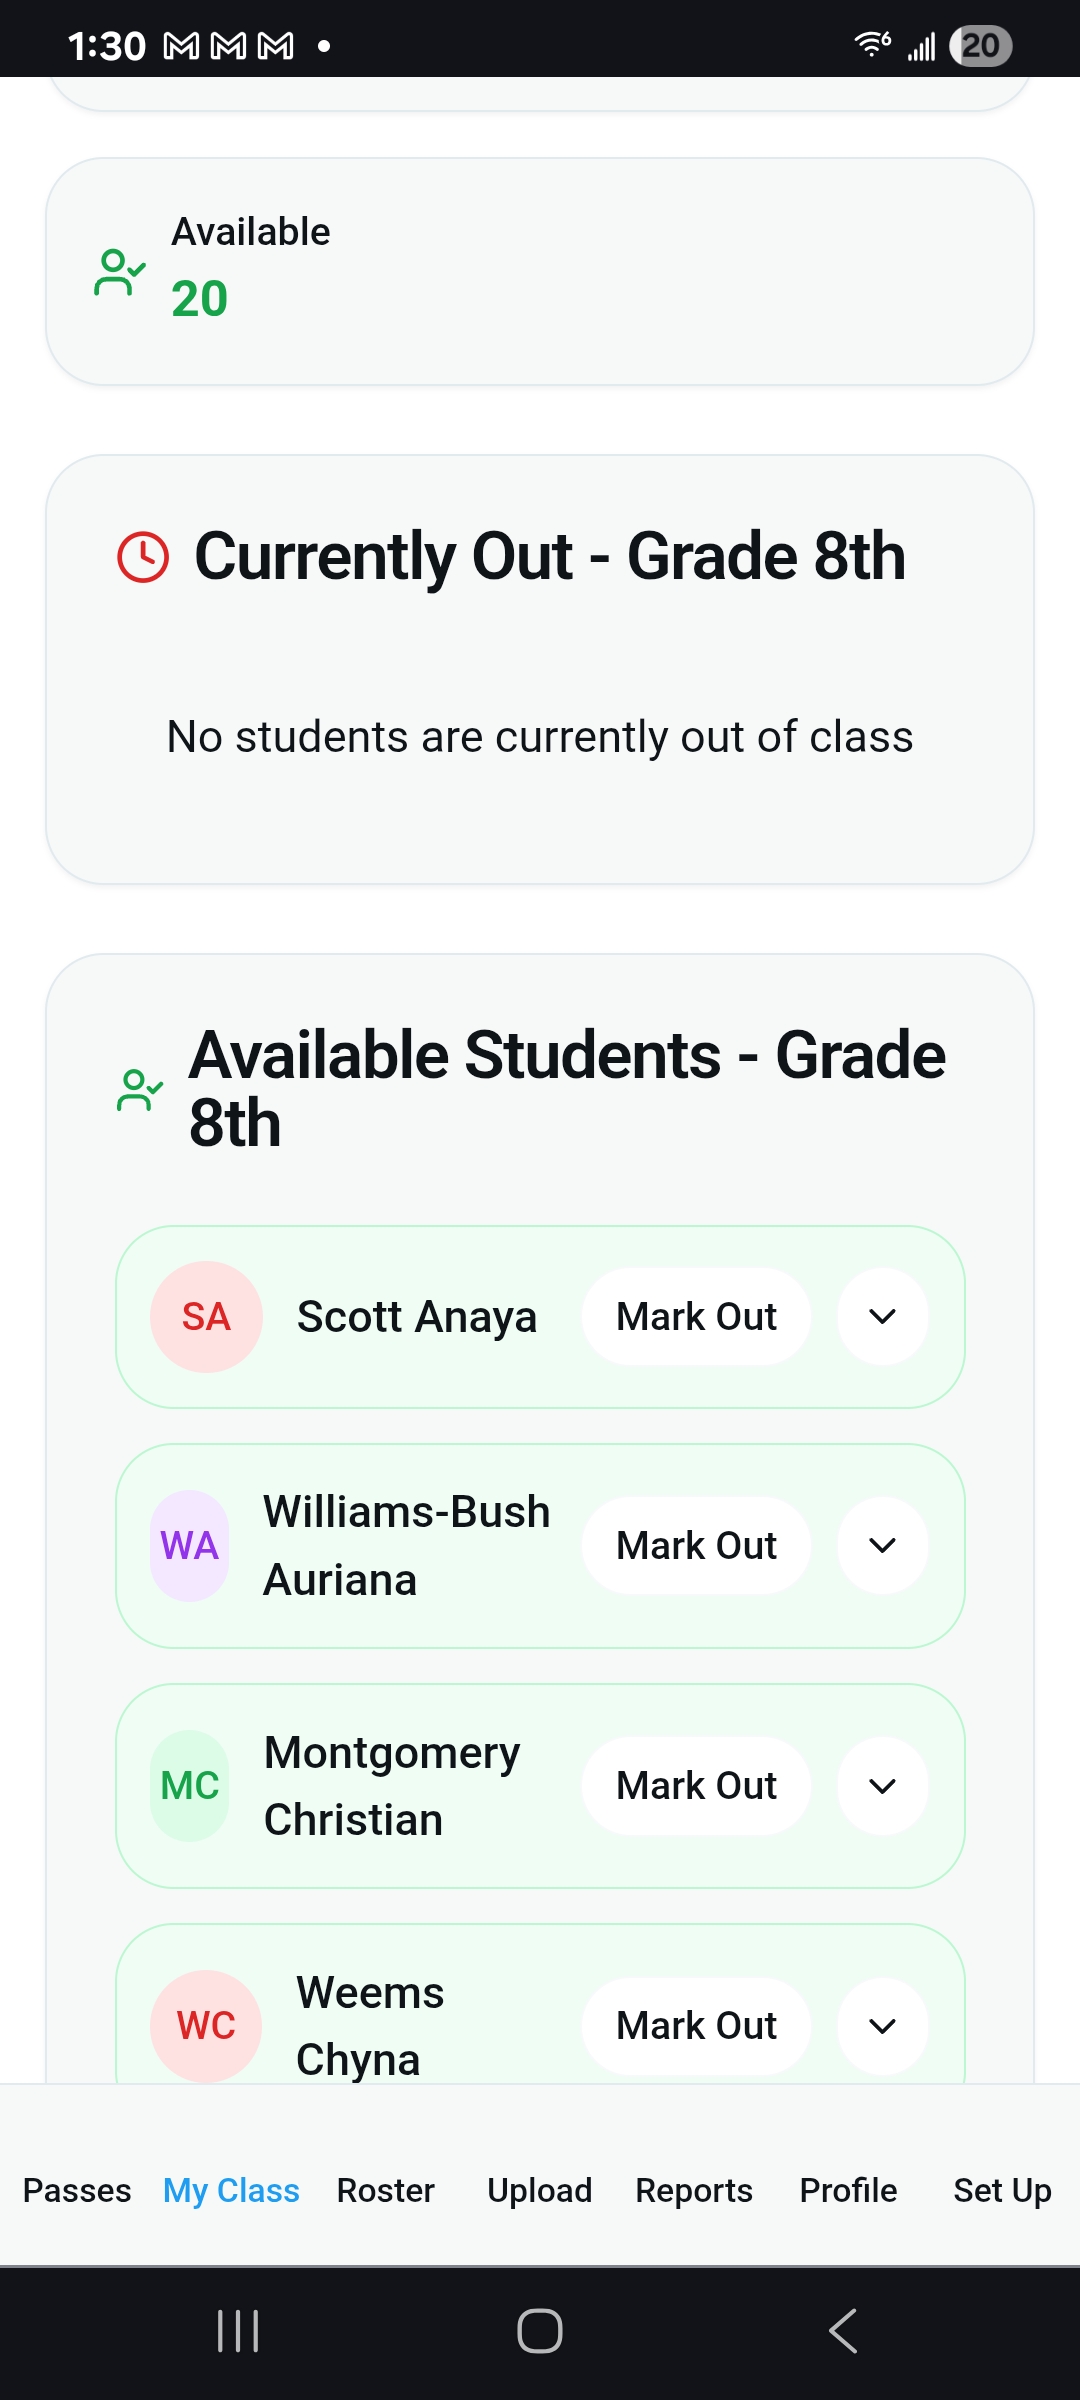 1:30
6
20
Available
20
Currently Out - Grade 8th
No students are currently out of class
Available Students - Grade
8th
SA
Scott Anaya
Mark Out
WA
Williams-Bush
Auriana
Mark Out
MC
Montgomery
Christian
Mark Out
WC
Weems
Chyna
Mark Out
Passes My Class Roster Upload Reports Profile Set Up